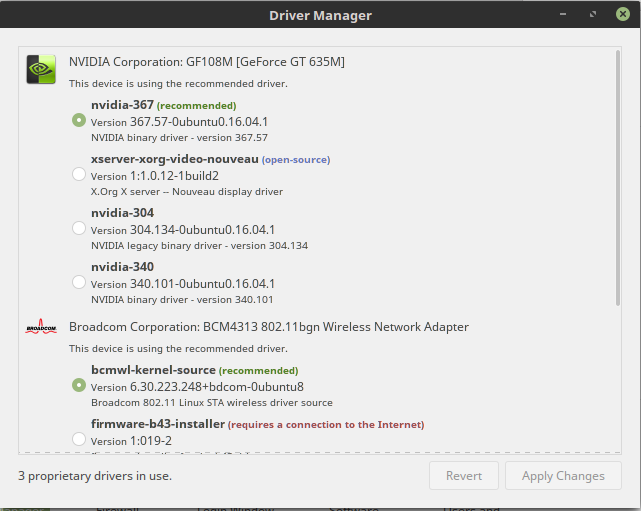 Driver Manager
NVIDIA Corporation: GF108M [GeForce GT 635M]
This device is using the recommended driver.
nvidia-367 (recommended)
Version 367.57-0ubuntu0.16.04.1
NVIDIA binary driver - version 367.57
xserver-xorg-video-nouveau (open-source)
Version 1:1.0.12-1build2
X.Org X server -- Nouveau display driver
nvidia-304
Version 304.134-0ubuntu0.16.04.1
NVIDIA legacy binary driver - version 304.134
nvidia-340
Version 340.101-0ubuntu0.16.04.1
NVIDIA binary driver - version 340.101
BROADCOM
Broadcom Corporation: BCM4313 802.11bgn Wireless Network Adapter
This device is using the recommended driver.
bcmwl-kernel-source (recommended)
Version 6.30.223.248+bdcom-0ubuntu8
Broadcom 802.11 Linux STA wireless driver source
firmware-b43-installer (requires a connection to the Internet)
Version 1:019-2
3 proprietary drivers in use.
Revert
Apply Changes
Firewall Login Window Software Users and